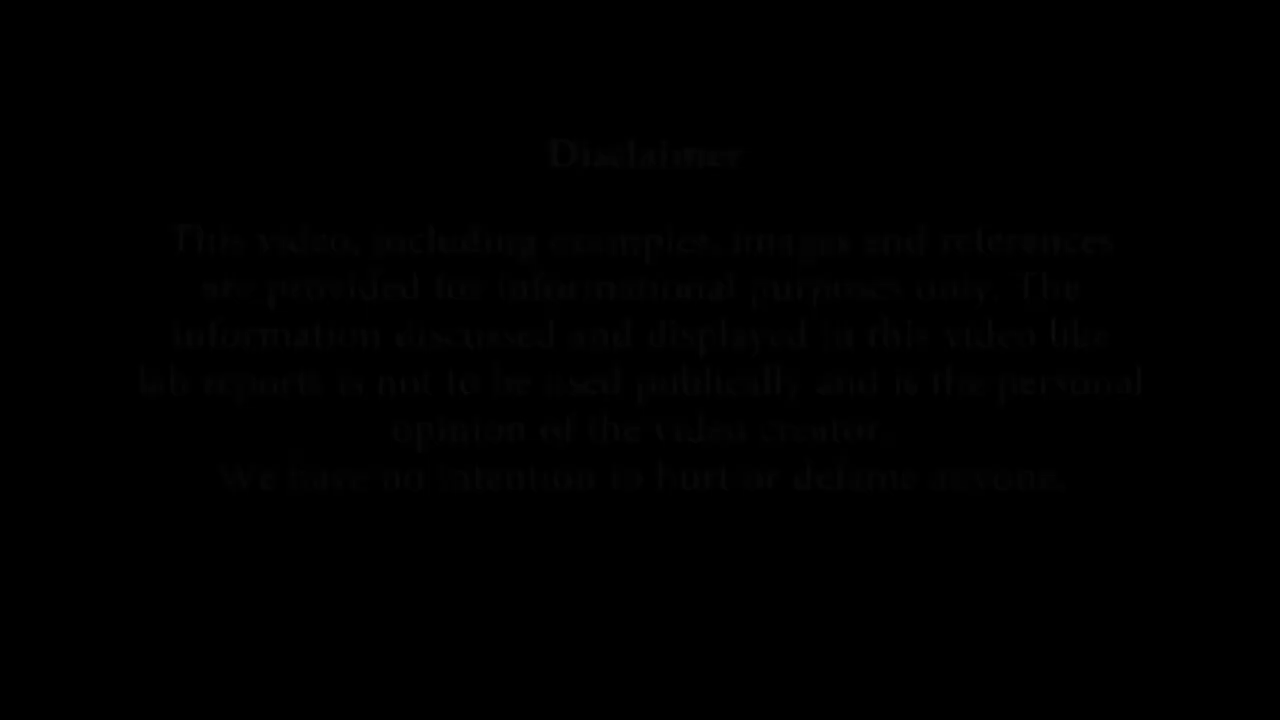 Disclaimer
This video, including examples, images and references
are provided for informational purposes only. The
information discussed and displayed in this video like
lab reports is not to be used publically and is the personal
opinion of the video creator.
We have no intention to hurt or defame anyone.